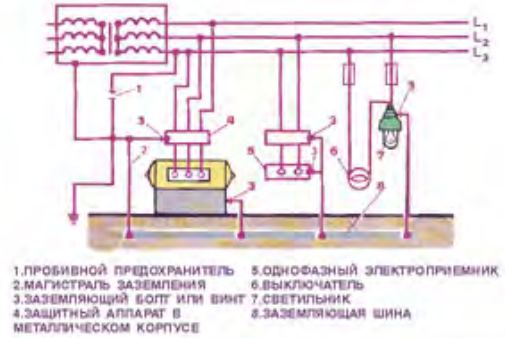 L1
L2
L3
1
3
4
3
9
2
5
3
6
7
3
8
1.ПРОБИВНОЙ ПРЕДОХРАНИТЕЛЬ
2.МАГИСТРАЛЬ ЗАЗЕМЛЕНИЯ
3.ЗАЗЕМЛЯЮЩИЙ БОЛТ ИЛИ ВИНТ
4.ЗАЩИТНЫЙ АППАРАТ В
МЕТАЛЛИЧЕСКОМ КОРПУСЕ
5.ОДНОФАЗНЫЙ ЭЛЕКТРОПРИЕМНИК
6.ВЫКЛЮЧАТЕЛЬ
7.СВЕТИЛЬНИК
8.ЗАЗЕМЛЯЮЩАЯ ШИНА